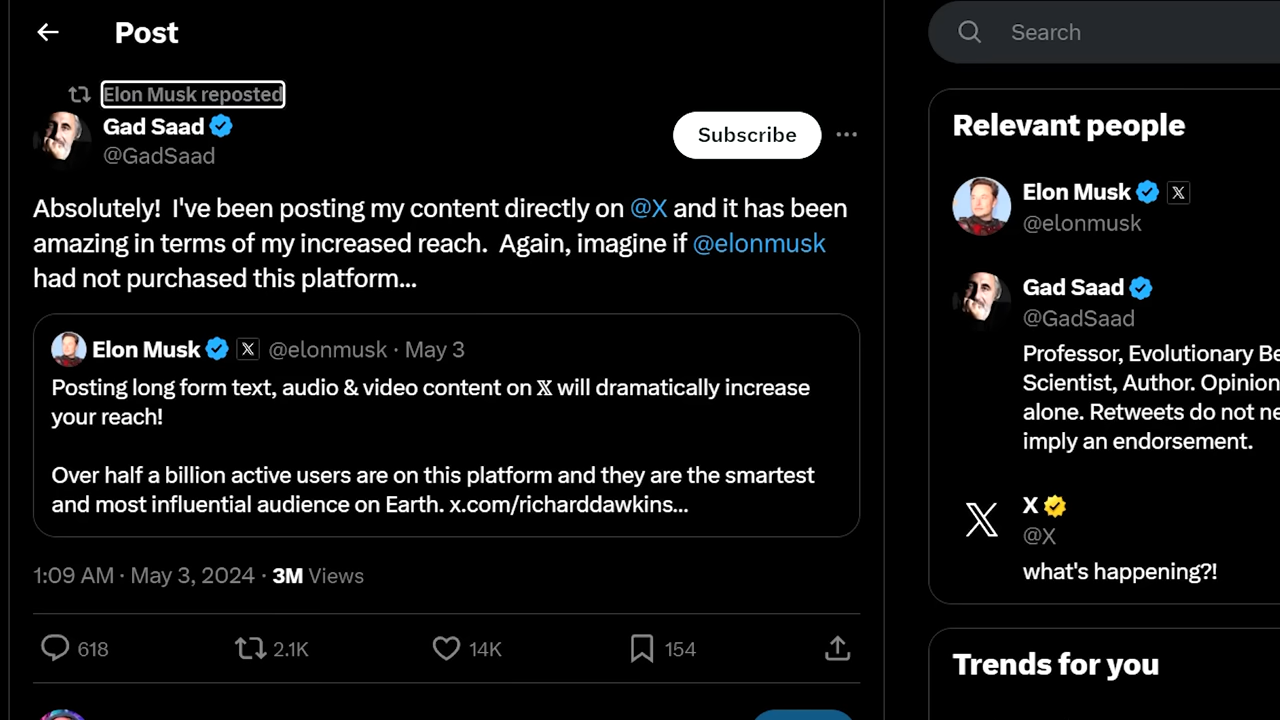 Post
Search
Elon Musk reposted
Gad Saad
@GadSaad
Subscribe
Absolutely! I've been posting my content directly on @X and it has been
amazing in terms of my increased reach. Again, imagine if @elonmusk
had not purchased this platform...
Elon Musk X @elonmusk · May 3
Posting long form text, audio & video content on 𝕏 will dramatically increase
your reach!
Over half a billion active users are on this platform and they are the smartest
and most influential audience on Earth. x.com/richarddawkins...
1:09 AM · May 3, 2024 · 3M Views
618 2.1K 14K 154
Relevant people
Elon Musk X
@elonmusk
Gad Saad
@GadSaad
Professor, Evolutionary Be
Scientist, Author. Opinion
alone. Retweets do not ne
imply an endorsement.
X
@X
what's happening?!
Trends for you